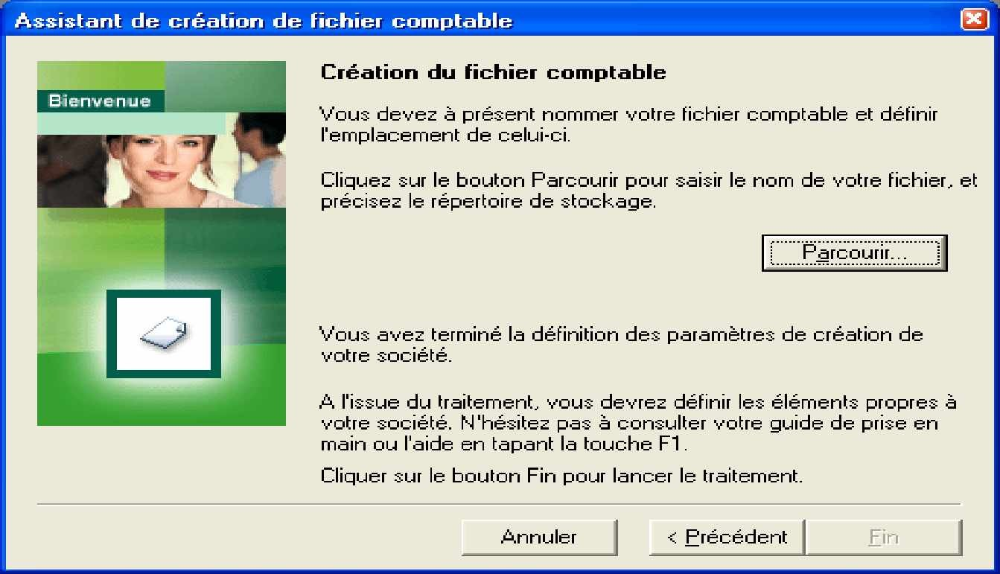 Assistant de création de fichier comptable
Bienvenue
Création du fichier comptable
Vous devez à présent nommer votre fichier comptable et définir
l'emplacement de celui-ci.
Cliquez sur le bouton Parcourir pour saisir le nom de votre fichier, et
précisez le répertoire de stockage.
Parcourir...
Vous avez terminé la définition des paramètres de création de
votre société.
A l'issue du traitement, vous devrez définir les éléments propres à
votre société. N'hésitez pas à consulter votre guide de prise en
main ou l'aide en tapant la touche F1.
Cliquer sur le bouton Fin pour lancer le traitement.
Annuler
< Précédent
Fin